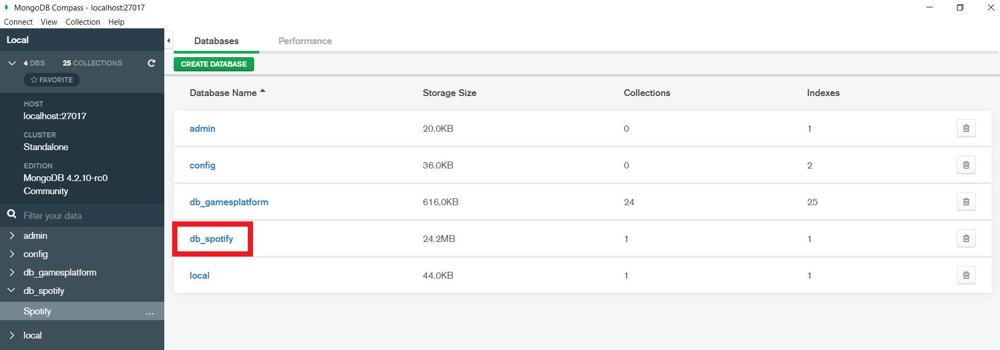 MongoDB Compass - localhost:27017
Connect View Collection Help
Local
4 DBS 25 COLLECTIONS
FAVORITE
HOST
localhost:27017
CLUSTER
Standalone
EDITION
MongoDB 4.2.10-rc0
Community
Filter your data
admin
config
db_gamesplatform
db_spotify
Spotify ...
local
Databases Performance
CREATE DATABASE
Database Name Storage Size Collections Indexes
admin 20.0KB 0 1
config 36.0KB 0 2
db_gamesplatform 616.0KB 24 25
db_spotify 24.2MB 1 1
local 44.0KB 1 1